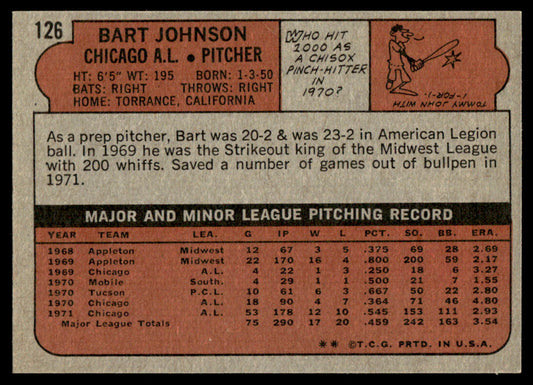 126
BART JOHNSON
CHICAGO A.L. • PITCHER
HT: 6'5" WT: 195 BORN: 1-3-50
BATS: RIGHT THROWS: RIGHT
HOME: TORRANCE, CALIFORNIA
WHO HIT
2000 AS
A CHISOX
PINCH-HITTER
IN
1970?
TOMMY JOHN WITH
1-FOR-1
As a prep pitcher, Bart was 20-2 & was 23-2 in American Legion
ball. In 1969 he was the Strikeout king of the Midwest League
with 200 whiffs. Saved a number of games out of bullpen in
1971.
MAJOR AND MINOR LEAGUE PITCHING RECORD
YEAR TEAM LEA. G IP W L PCT. SO. BB. ERA.
1968 Appleton Midwest 12 67 3 5 .375 69 28 2.69
1969 Appleton Midwest 22 170 16 4 .800 200 59 2.17
1969 Chicago A.L. 4 22 1 3 .250 18 6 3.27
1970 Mobile South. 4 21 1 1 .500 21 7 1.55
1970 Tucson P.C.L. 10 61 6 3 .667 50 22 2.80
1970 Chicago A.L. 18 90 4 7 .364 71 46 4.80
1971 Chicago A.L. 53 178 12 10 .545 153 111 2.93
Major League Totals 75 290 17 20 .459 242 163 3.54
** ©T.C.G. PRTD. IN U.S.A.